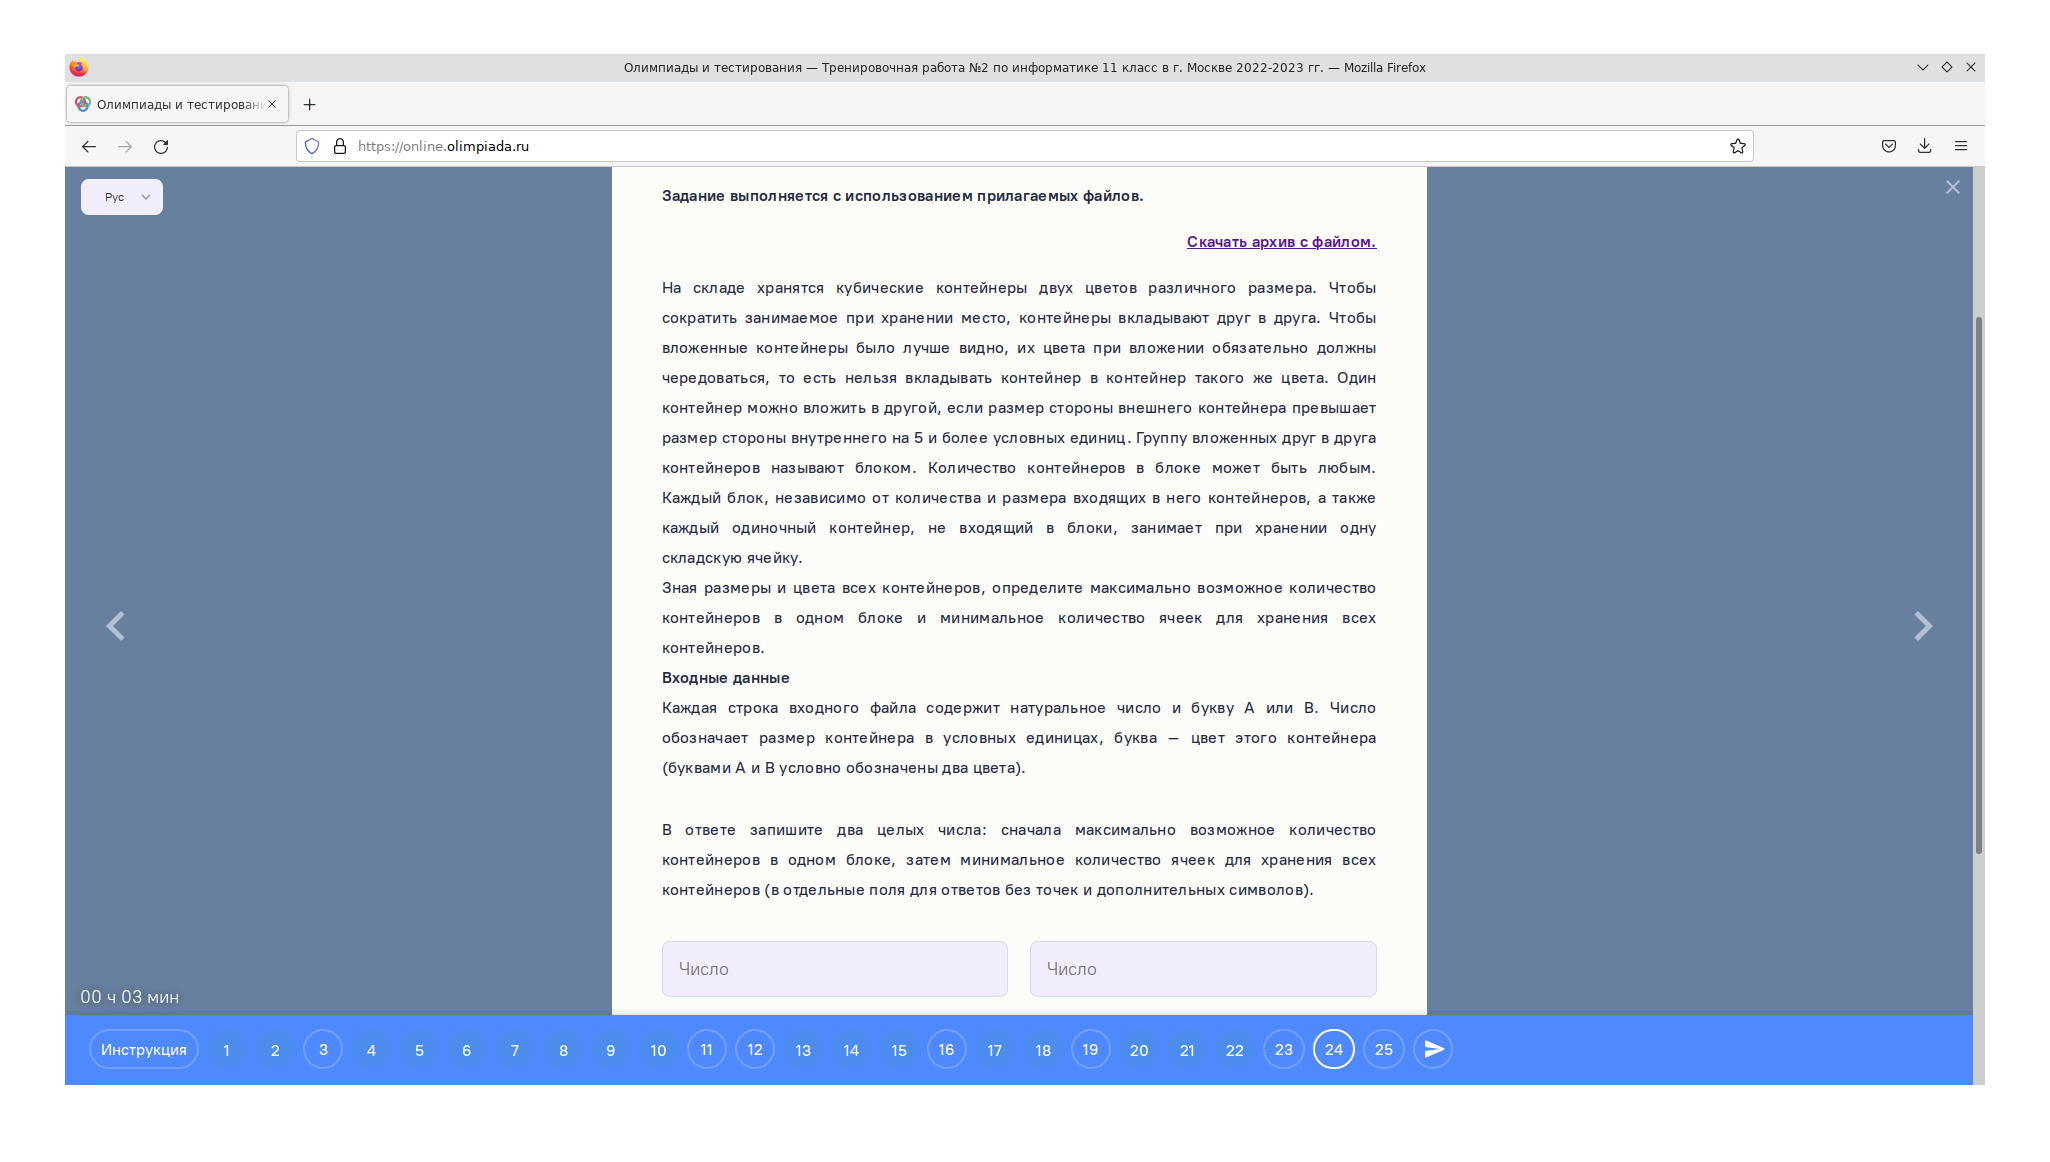 Олимпиады и тестирования — Тренировочная работа №2 по информатике 11 класс в г. Москве 2022-2023 гг. — Mozilla Firefox
Олимпиады и тестирован
https://online.olimpiada.ru
Рус
Задание выполняется с использованием прилагаемых файлов.
Скачать архив с файлом.
На складе хранятся кубические контейнеры двух цветов различного размера. Чтобы
сократить занимаемое при хранении место, контейнеры вкладывают друг в друга. Чтобы
вложенные контейнеры было лучше видно, их цвета при вложении обязательно должны
чередоваться, то есть нельзя вкладывать контейнер в контейнер такого же цвета. Один
контейнер можно вложить в другой, если размер стороны внешнего контейнера превышает
размер стороны внутреннего на 5 и более условных единиц. Группу вложенных друг в друга
контейнеров называют блоком. Количество контейнеров в блоке может быть любым.
Каждый блок, независимо от количества и размера входящих в него контейнеров, а также
каждый одиночный контейнер, не входящий в блоки, занимает при хранении одну
складскую ячейку.
Зная размеры и цвета всех контейнеров, определите максимально возможное количество
контейнеров в одном блоке и минимальное количество ячеек для хранения всех
контейнеров.
Входные данные
Каждая строка входного файла содержит натуральное число и букву A или B. Число
обозначает размер контейнера в условных единицах, буква — цвет этого контейнера
(буквами A и B условно обозначены два цвета).
В ответе запишите два целых числа: сначала максимально возможное количество
контейнеров в одном блоке, затем минимальное количество ячеек для хранения всех
контейнеров (в отдельные поля для ответов без точек и дополнительных символов).
Число Число
00 ч 03 мин
Инструкция 1 2 3 4 5 6 7 8 9 10 11 12 13 14 15 16 17 18 19 20 21 22 23 24 25